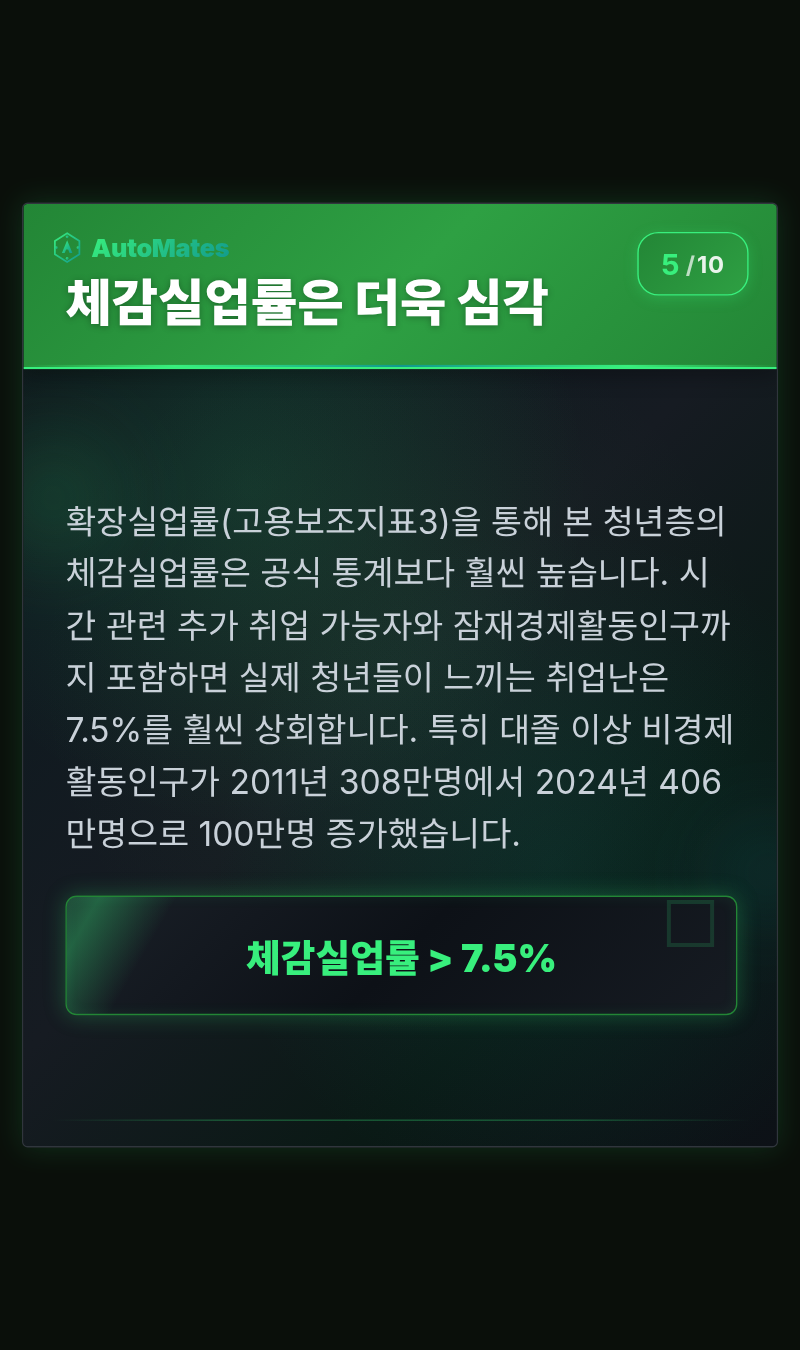 AutoMates
5 /10
체감실업률은 더욱 심각
확장실업률(고용보조지표3)을 통해 본 청년층의
체감실업률은 공식 통계보다 훨씬 높습니다. 시
간 관련 추가 취업 가능자와 잠재경제활동인구까
지 포함하면 실제 청년들이 느끼는 취업난은
7.5%를 훨씬 상회합니다. 특히 대졸 이상 비경제
활동인구가 2011년 308만명에서 2024년 406
만명으로 100만명 증가했습니다.
체감실업률 > 7.5%